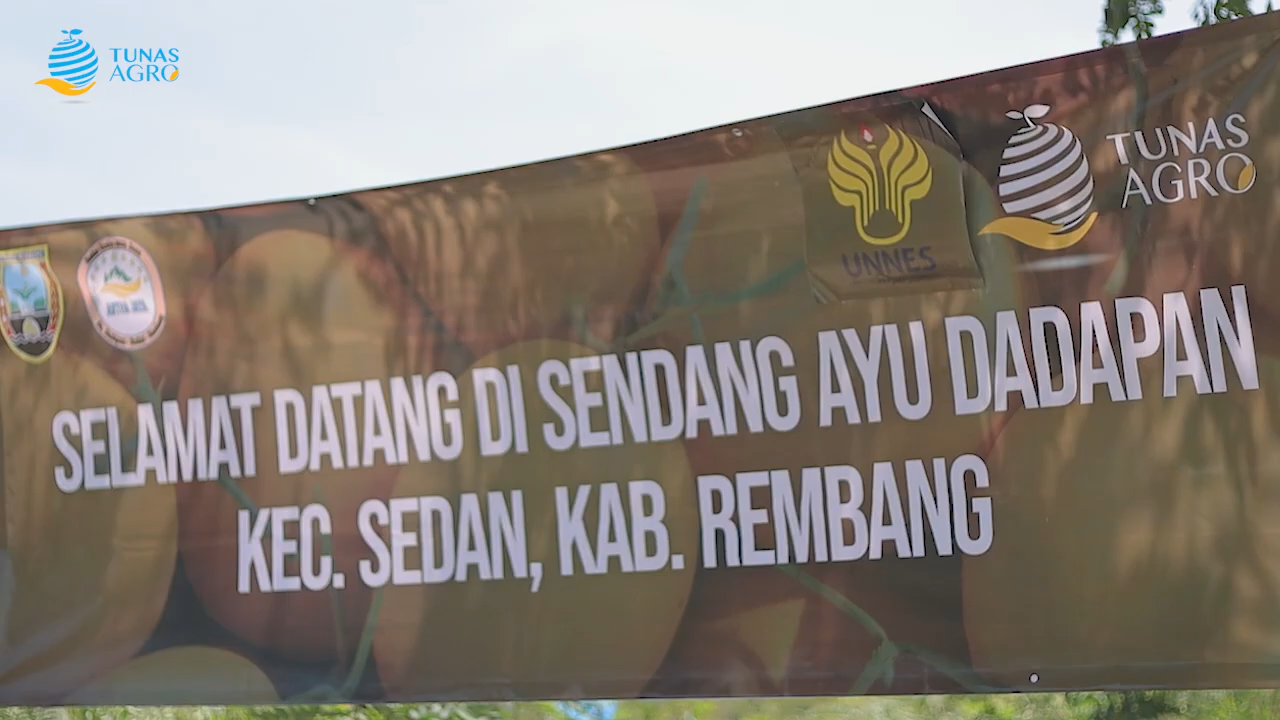 TUNAS
AGRO
UNNES
TUNAS
AGRO
SELAMAT DATANG DI SENDANG AYU DADAPAN
KEC. SEDAN, KAB. REMBANG